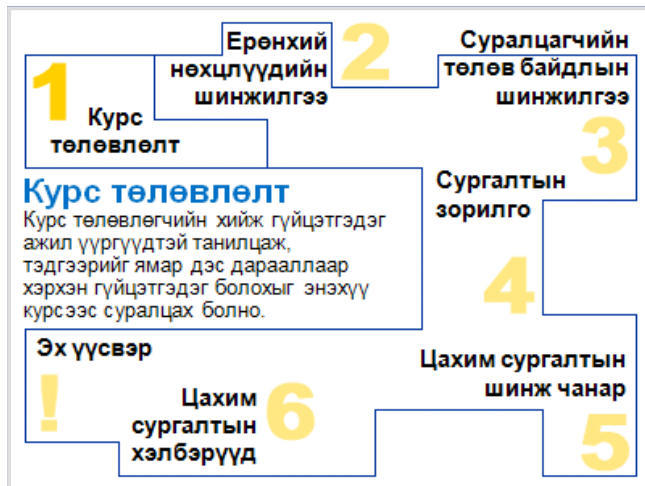 1
Курс
төлөвлөлт
Ерөнхий
нөхцлүүдийн
шинжилгээ
2
Суралцагчийн
төлөв байдлын
шинжилгээ
3
Курс төлөвлөлт
Курс төлөвлөгчийн хийж гүйцэтгэдэг
ажил үүргүүдтэй танилцаж,
тэдгээрийг ямар дэс дарааллаар
хэрхэн гүйцэтгэдэг болохыг энэхүү
курсээс суралцах болно.
Сургалтын
зорилго
4
Цахим сургалтын
шинж чанар
5
Цахим
сургалтын
хэлбэрүүд
6
Эх үүсвэр
!